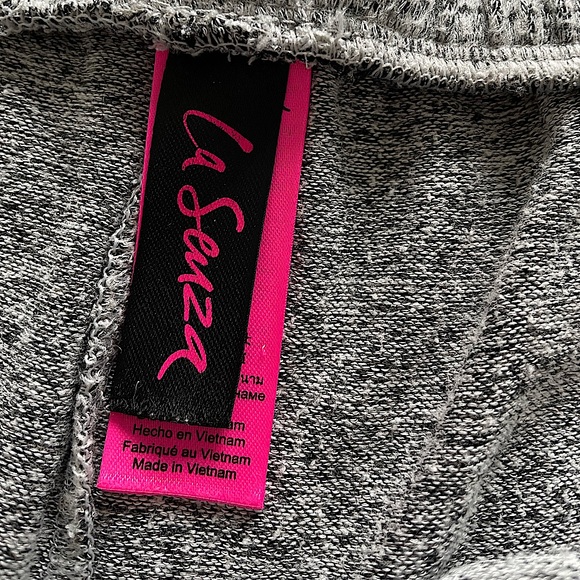 La Senza
Hecho en Vietnam
Fabriqué au Vietnam
Made in Vietnam